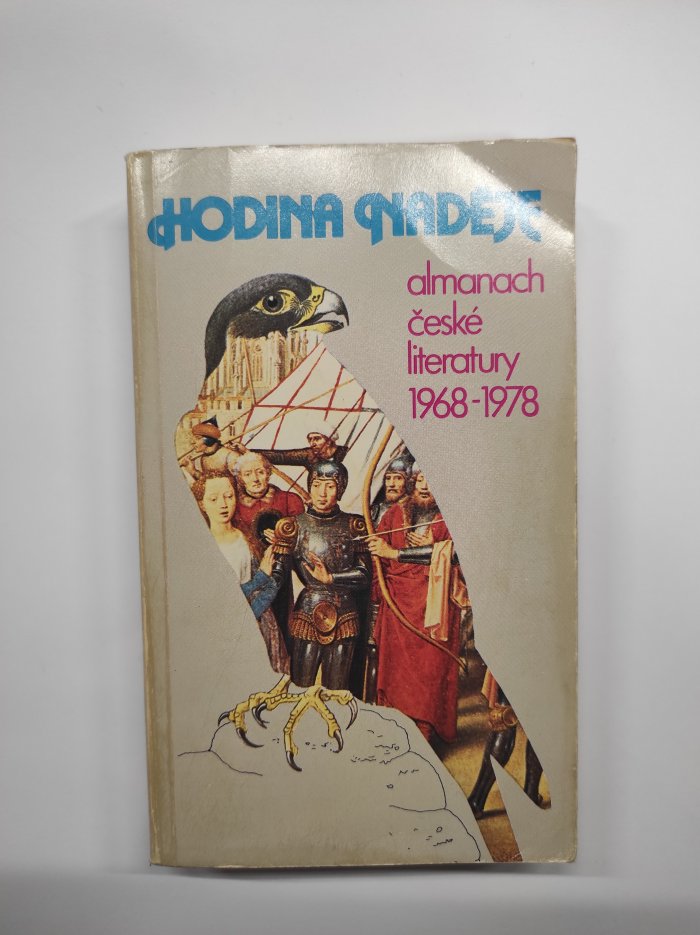 HODINA NADĚJE
almanach
české
literatury
1968-1978